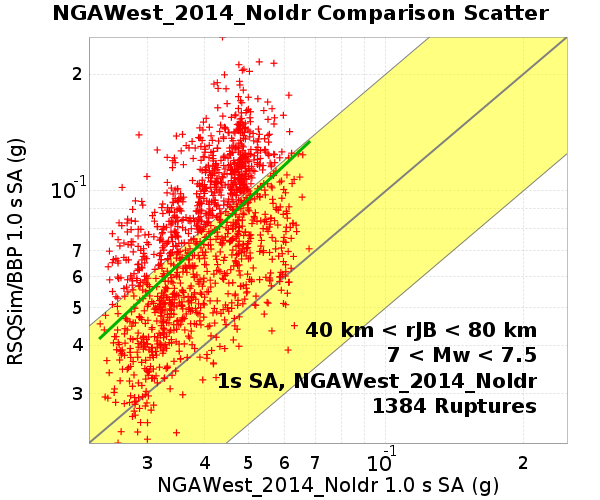 NGAWest_2014_NoIdr Comparison Scatter
RSQSim/BBP 1.0 s SA (g)
2
10^-1
7
6
5
4
3
40 km < rJB < 80 km
7 < Mw < 7.5
1s SA, NGAWest_2014_NoIdr
1384 Ruptures
3 4 5 6 7 10^-1 2
NGAWest_2014_NoIdr 1.0 s SA (g)